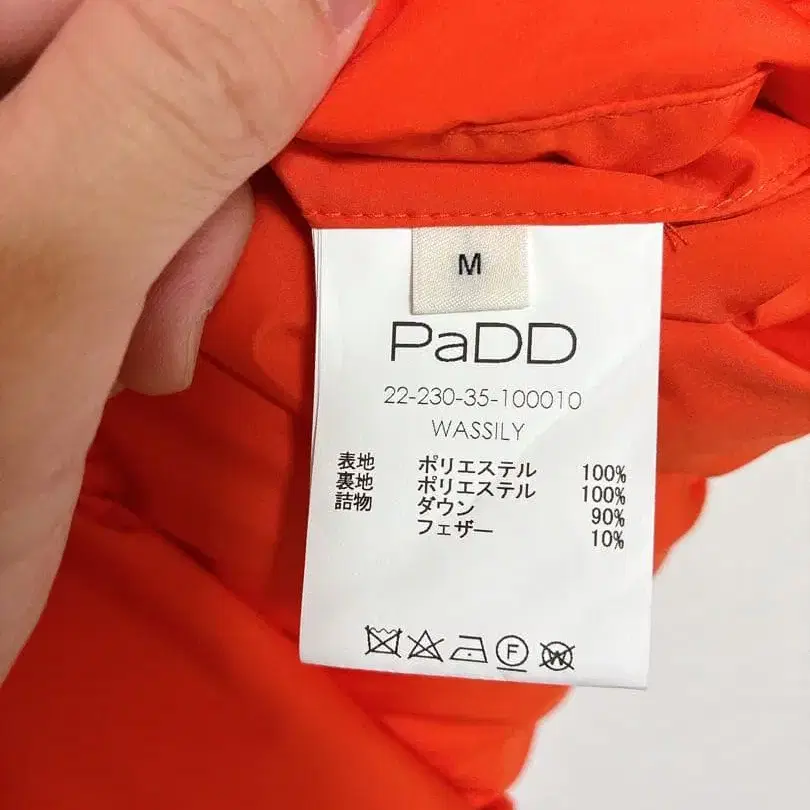 M
PaDD
22-230-35-100010
WASSILY
表地 ポリエステル 100%
裏地 ポリエステル 100%
詰物 ダウン 90%
フェザー 10%
F
W